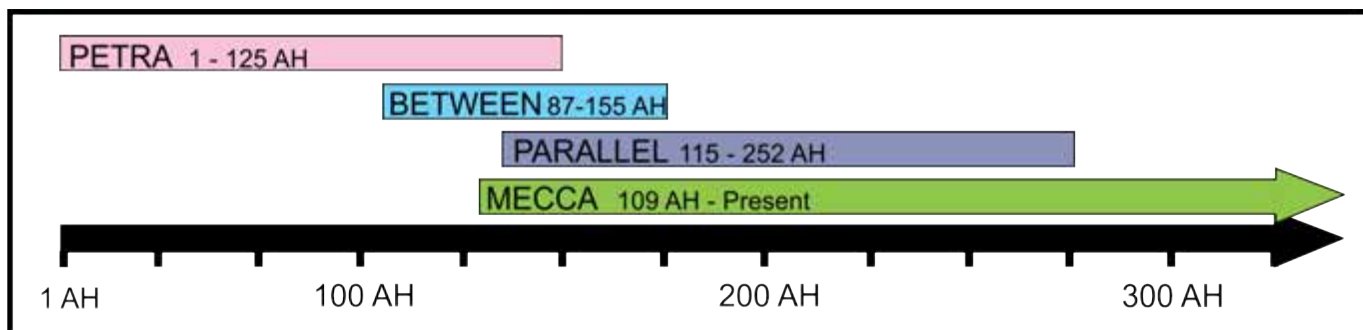 PETRA 1 - 125 AH
BETWEEN 87-155 AH
PARALLEL 115 - 252 AH
MECCA 109 AH - Present
1 AH 100 AH 200 AH 300 AH